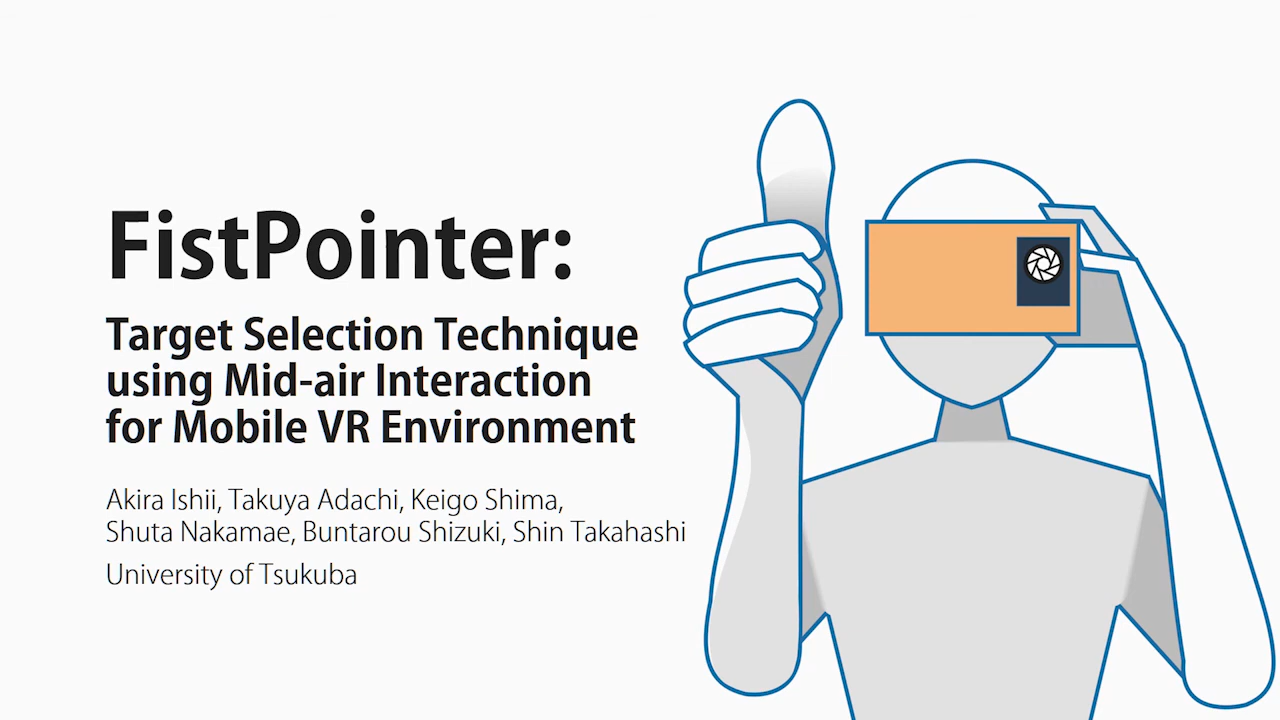 FistPointer:
Target Selection Technique
using Mid-air Interaction
for Mobile VR Environment
Akira Ishii, Takuya Adachi, Keigo Shima,
Shuta Nakamae, Buntarou Shizuki, Shin Takahashi
University of Tsukuba